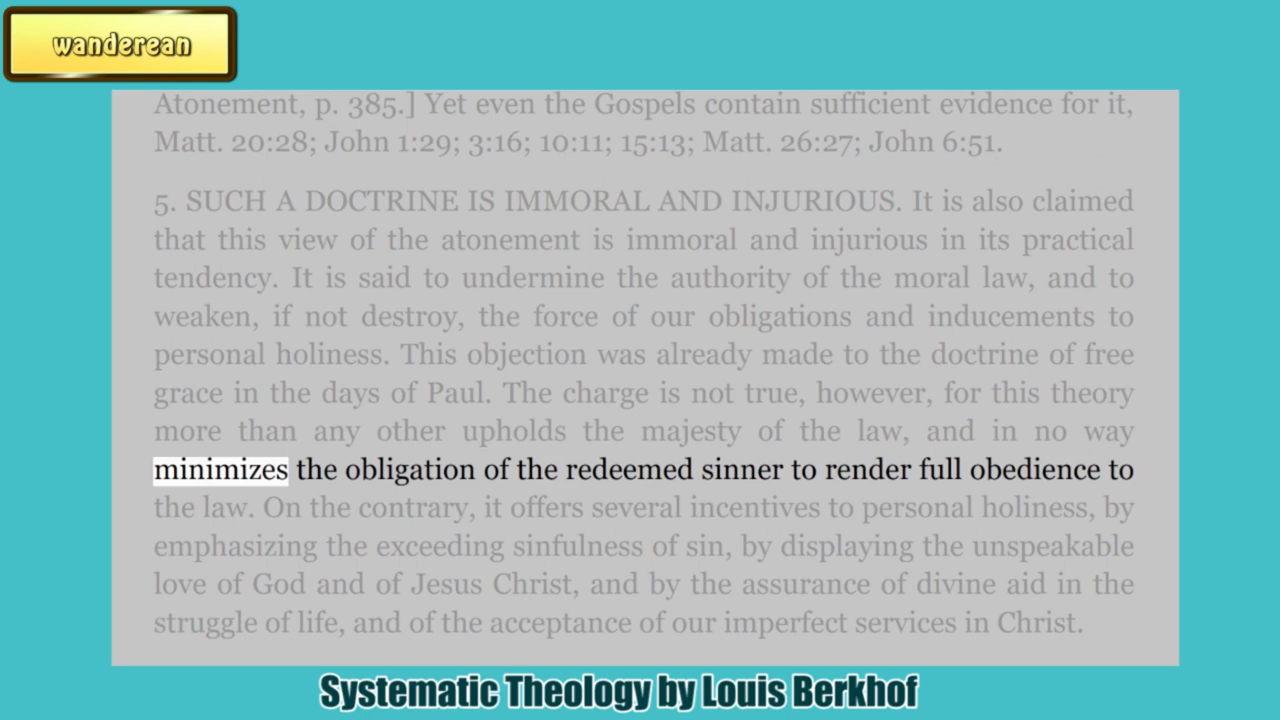 wanderean
Atonement, p. 385.] Yet even the Gospels contain sufficient evidence for it,
Matt. 20:28; John 1:29; 3:16; 10:11; 15:13; Matt. 26:27; John 6:51.
5. SUCH A DOCTRINE IS IMMORAL AND INJURIOUS. It is also claimed
that this view of the atonement is immoral and injurious in its practical
tendency. It is said to undermine the authority of the moral law, and to
weaken, if not destroy, the force of our obligations and inducements to
personal holiness. This objection was already made to the doctrine of free
grace in the days of Paul. The charge is not true, however, for this theory
more than any other upholds the majesty of the law, and in no way
minimizes the obligation of the redeemed sinner to render full obedience to
the law. On the contrary, it offers several incentives to personal holiness, by
emphasizing the exceeding sinfulness of sin, by displaying the unspeakable
love of God and of Jesus Christ, and by the assurance of divine aid in the
struggle of life, and of the acceptance of our imperfect services in Christ.
Systematic Theology by Louis Berkhof